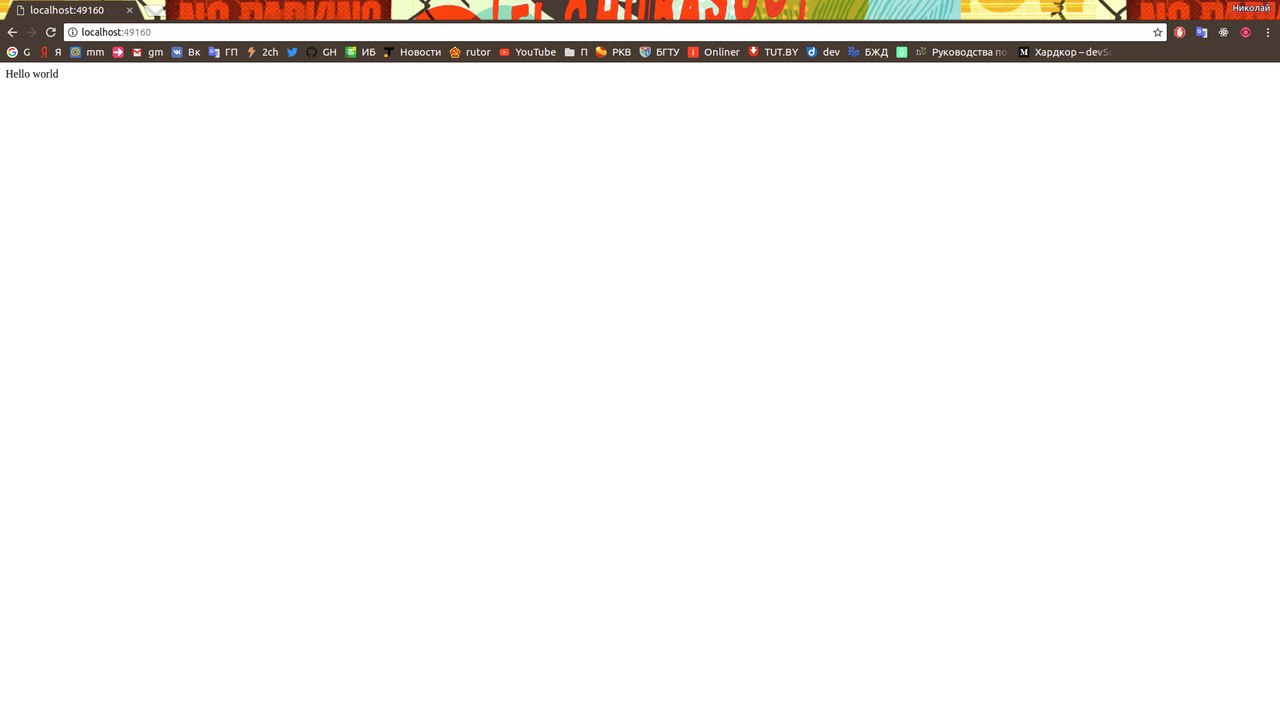 localhost:49160
Николай
localhost:49160
G Я mm gm Вк ГП 2ch GH ИБ Новости rutor YouTube П РКВ БГТУ Onliner TUT.BY dev БЖД Руководства по Хардкор – devSc
Hello world